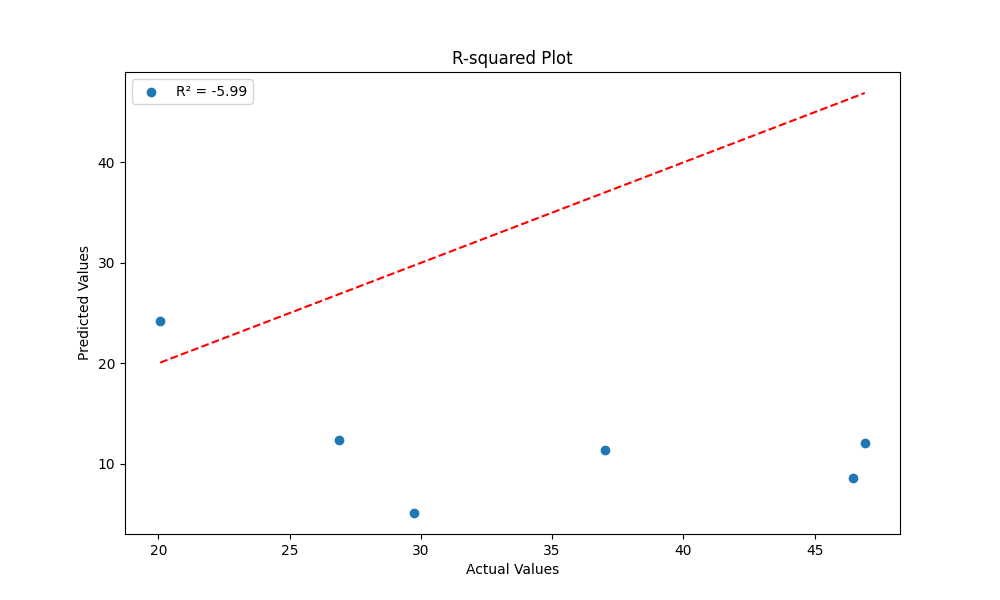 R-squared Plot
R² = -5.99
Predicted Values
40
30
20
10
20 25 30 35 40 45
Actual Values